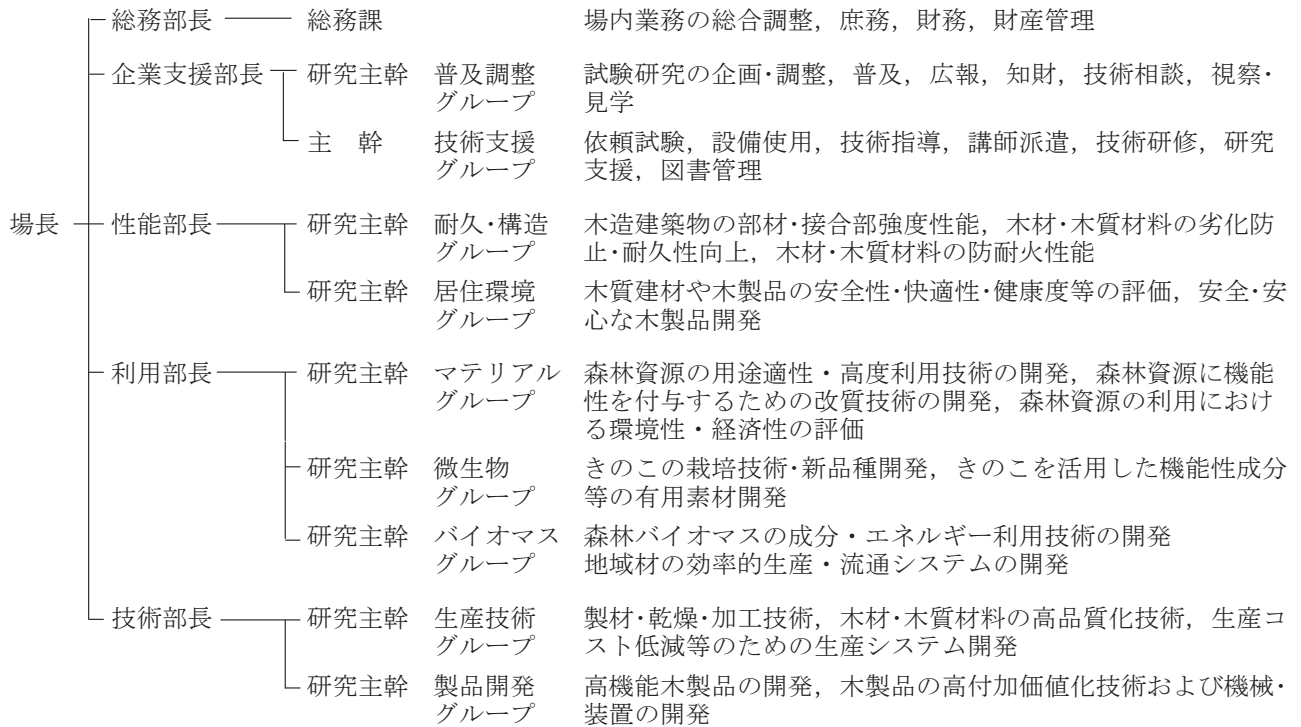 総務部長 総務課 場内業務の総合調整，庶務，財務，財産管理
企業支援部長 研究主幹 普及調整 試験研究の企画・調整，普及，広報，知財，技術相談，視察・
グループ 見学
主　幹 技術支援 依頼試験，設備使用，技術指導，講師派遣，技術研修，研究
グループ 支援，図書管理
場長 性能部長 研究主幹 耐久・構造 木造建築物の部材・接合部強度性能，木材・木質材料の劣化防
グループ 止・耐久性向上，木材・木質材料の防耐火性能
研究主幹 居住環境 木質建材や木製品の安全性・快適性・健康度等の評価，安全・安
グループ 心な木製品開発
利用部長 研究主幹 マテリアル 森林資源の用途適性・高度利用技術の開発，森林資源に機能
グループ 性を付与するための改質技術の開発，森林資源の利用におけ
る環境性・経済性の評価
研究主幹 微生物 きのこの栽培技術・新品種開発，きのこを活用した機能性成分
グループ 等の有用素材開発
研究主幹 バイオマス 森林バイオマスの成分・エネルギー利用技術の開発
グループ 地域材の効率的生産・流通システムの開発
技術部長 研究主幹 生産技術 製材・乾燥・加工技術，木材・木質材料の高品質化技術，生産コ
グループ スト低減等のための生産システム開発
研究主幹 製品開発 高機能木製品の開発，木製品の高付加価値化技術および機械・
グループ 装置の開発